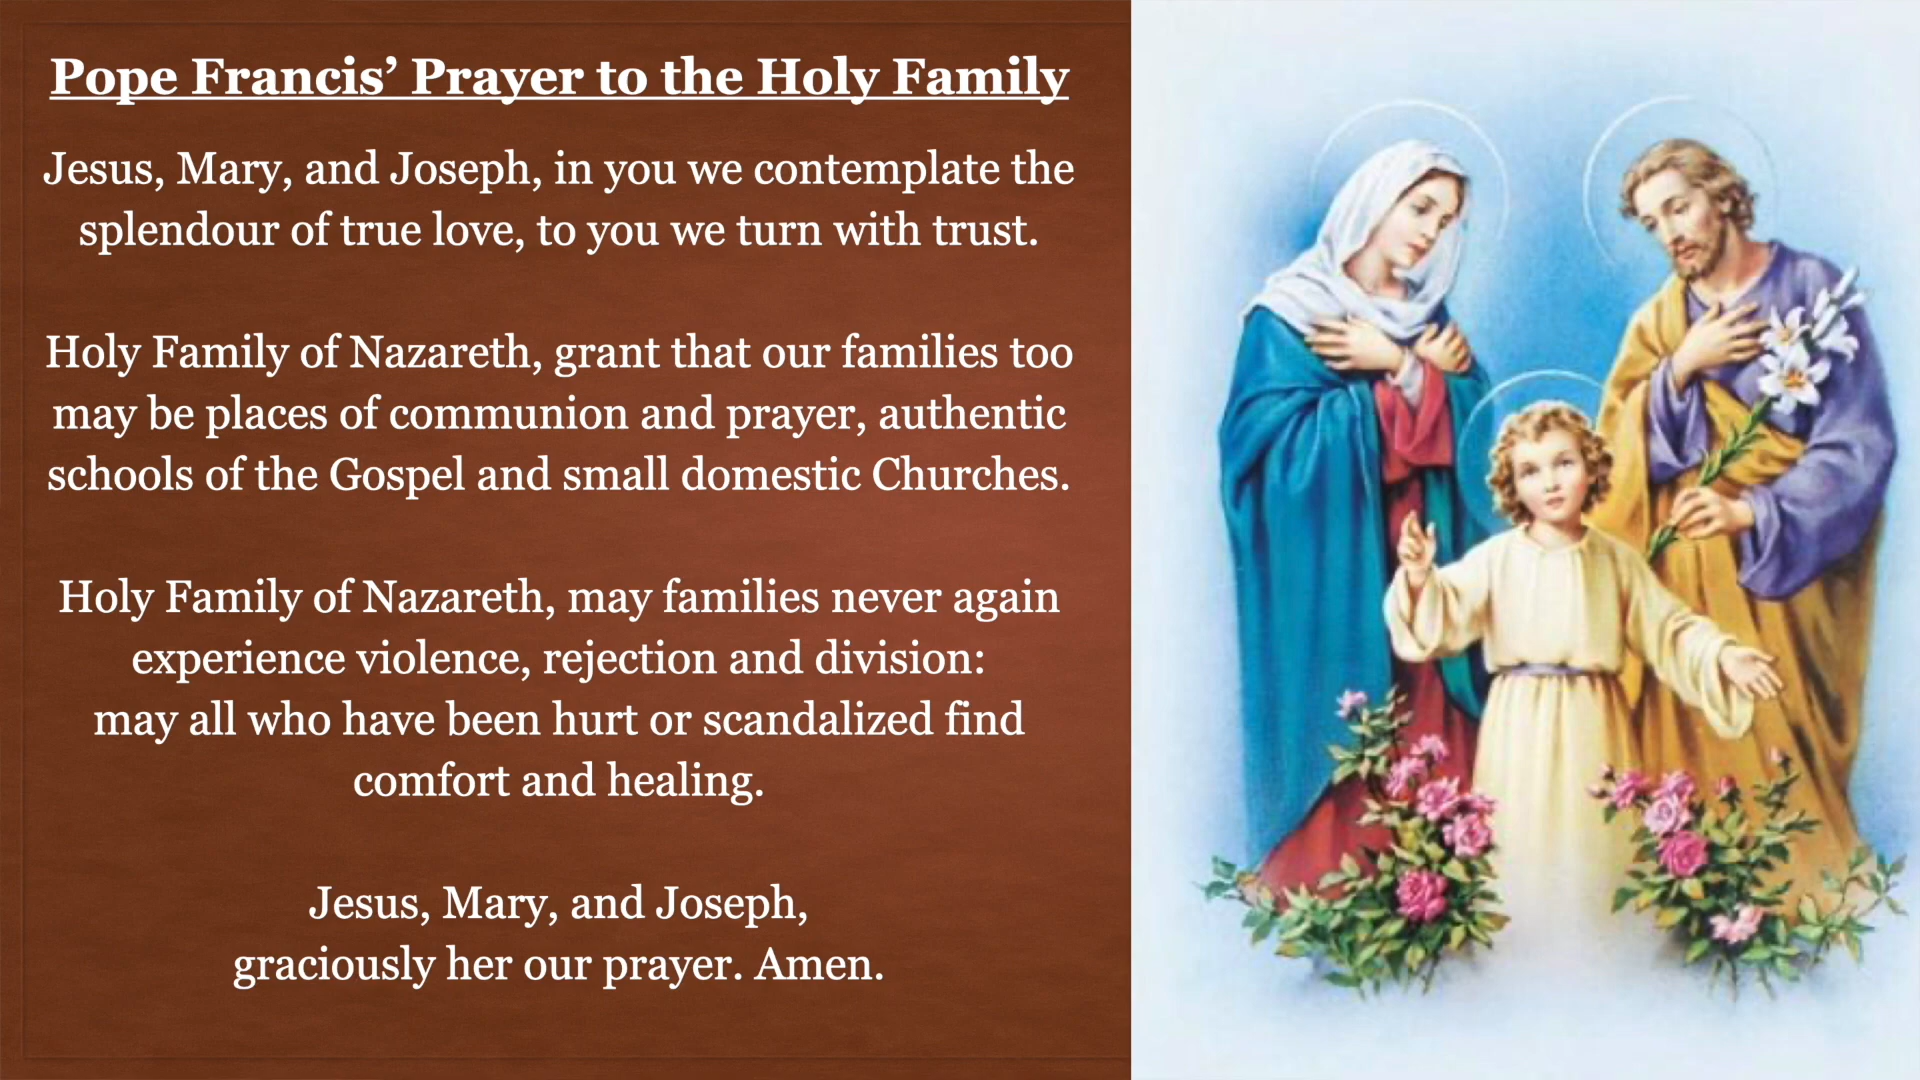 Pope Francis’ Prayer to the Holy Family
Jesus, Mary, and Joseph, in you we contemplate the
splendour of true love, to you we turn with trust.
Holy Family of Nazareth, grant that our families too
may be places of communion and prayer, authentic
schools of the Gospel and small domestic Churches.
Holy Family of Nazareth, may families never again
experience violence, rejection and division:
may all who have been hurt or scandalized find
comfort and healing.
Jesus, Mary, and Joseph,
graciously her our prayer. Amen.